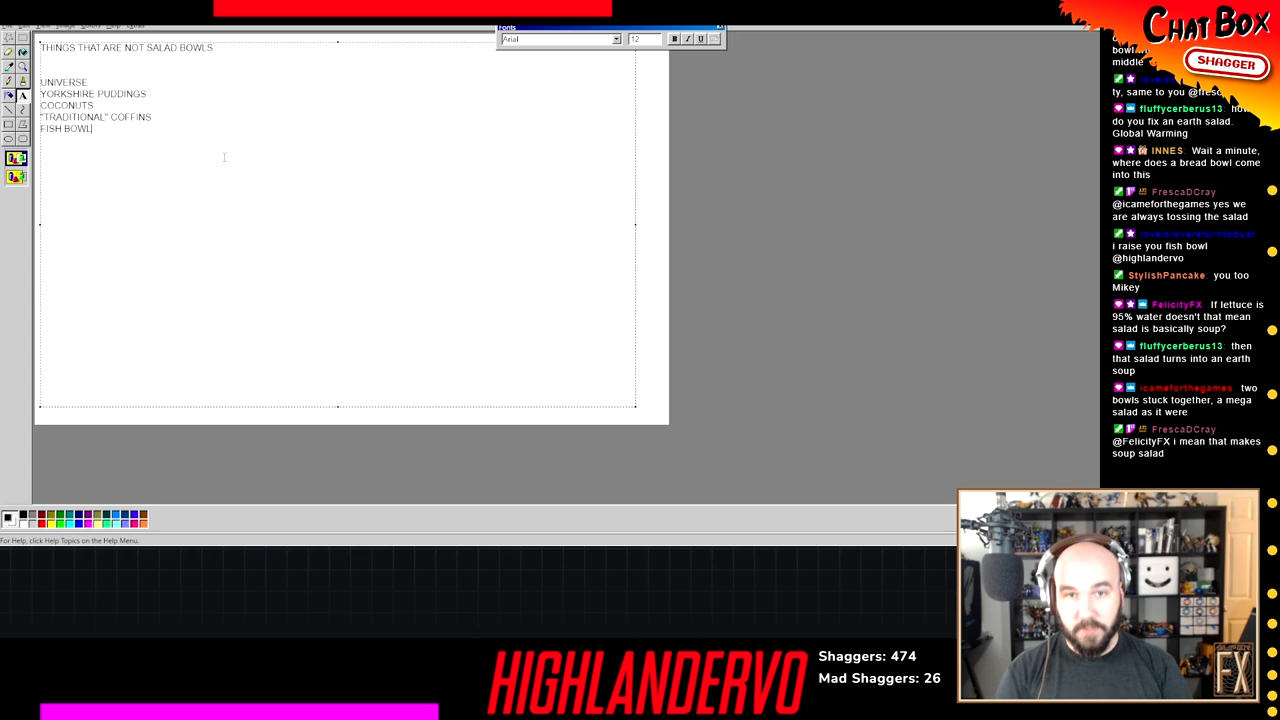 Fonts
Arial
12
B I U
THINGS THAT ARE NOT SALAD BOWLS
UNIVERSE
YORKSHIRE PUDDINGS
COCONUTS
"TRADITIONAL" COFFINS
FISH BOWL
For Help, click Help Topics on the Help Menu.
CHAT BOX
SHAGGER
middle
ty, same to you
fluffycerberus13: how
do you fix an earth salad.
Global Warming
INNES: Wait a minute,
where does a bread bowl come
into this
FrescaDCray
@icameforthegames yes we
are always tossing the salad
i raise you fish bowl
@highlandervo
StylishPancake: you too
Mikey
FelicityFX If lettuce is
95% water doesn't that mean
salad is basically soup?
fluffycerberus13: then
that salad turns into an earth
soup
icameforthegames two
bowls stuck together, a mega
salad as it were
FrescaDCray
@FelicityFX i mean that makes
soup salad
HIGHLANDERVO
Shaggers: 474
Mad Shaggers: 26
FX